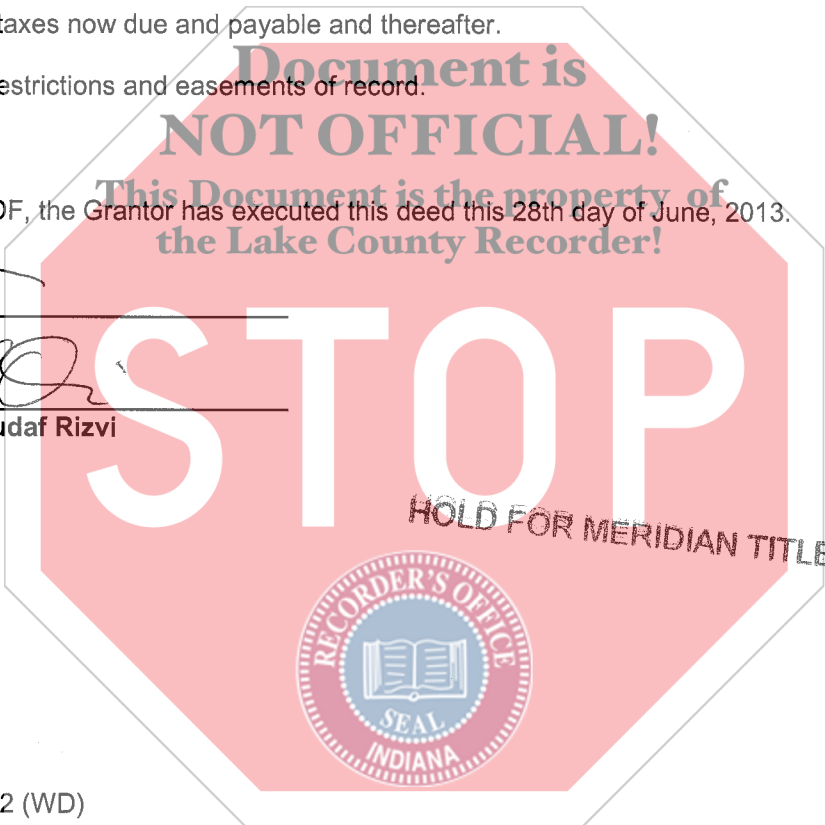 taxes now due and payable and thereafter.
Document is
estrictions and easements of record.
NOT OFFICIAL!
This Document is the property of
OF, the Grantor has executed this deed this 28th day of June, 2013.
the Lake County Recorder!
STOP
udaf Rizvi
HOLD FOR MERIDIAN TITLE
RECORDER'S OFFICE
SEAL
INDIANA
2 (WD)